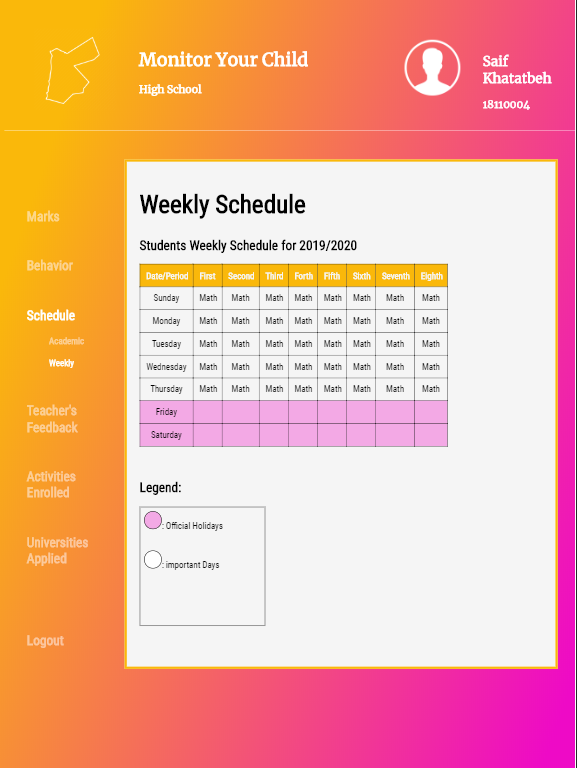 Monitor Your Child
High School
Saif
Khatatbeh
18110004
Marks
Behavior
Schedule
Academic
Weekly
Teacher's
Feedback
Activities
Enrolled
Universities
Applied
Logout
Weekly Schedule
Students Weekly Schedule for 2019/2020
Date/Period First Second Third Forth Fifth Sixth Seventh Eighth
Sunday Math Math Math Math Math Math Math Math
Monday Math Math Math Math Math Math Math Math
Tuesday Math Math Math Math Math Math Math Math
Wednesday Math Math Math Math Math Math Math Math
Thursday Math Math Math Math Math Math Math Math
Friday
Saturday
Legend:
: Official Holidays
: important Days